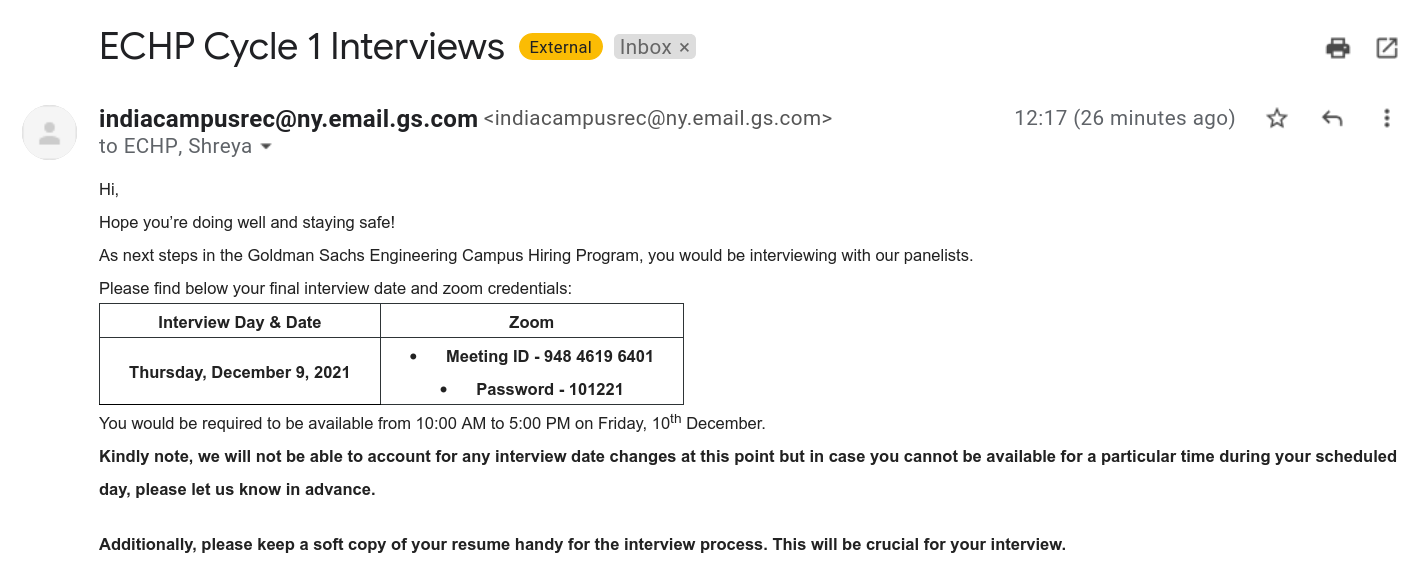 ECHP Cycle 1 Interviews External Inbox ×
indiacampusrec@ny.email.gs.com <indiacampusrec@ny.email.gs.com> 12:17 (26 minutes ago)
to ECHP, Shreya
Hi,
Hope you’re doing well and staying safe!
As next steps in the Goldman Sachs Engineering Campus Hiring Program, you would be interviewing with our panelists.
Please find below your final interview date and zoom credentials:
Interview Day & Date Zoom
• Meeting ID - 948 4619 6401
Thursday, December 9, 2021
• Password - 101221
You would be required to be available from 10:00 AM to 5:00 PM on Friday, 10th December.
Kindly note, we will not be able to account for any interview date changes at this point but in case you cannot be available for a particular time during your scheduled
day, please let us know in advance.
Additionally, please keep a soft copy of your resume handy for the interview process. This will be crucial for your interview.